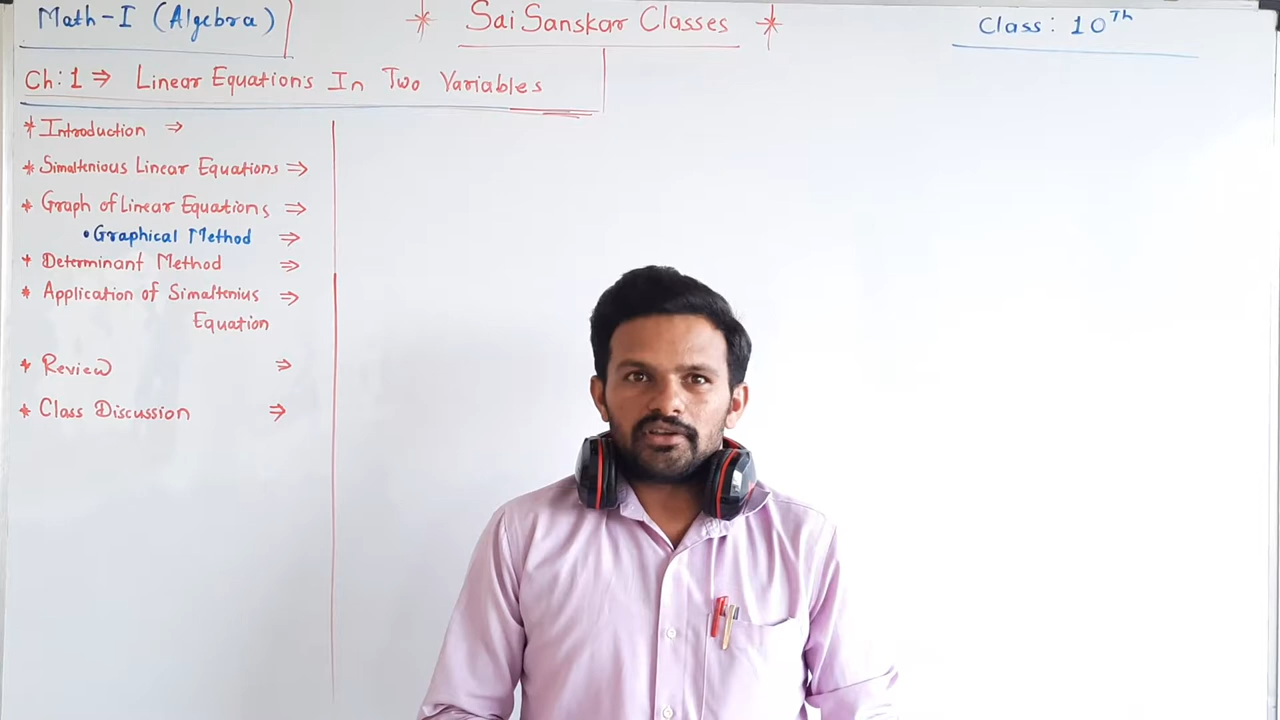 Math-I (Algebra)
* Sai Sanskar Classes *
Class: 10Th
Ch:1 ⇒ Linear Equations In Two Variables
* Introduction ⇒
* Simaltenious Linear Equations ⇒
* Graph of Linear Equations ⇒
• Graphical Method ⇒
* Determinant Method ⇒
* Application of Simaltenius ⇒
Equation
* Review ⇒
* Class Discussion ⇒